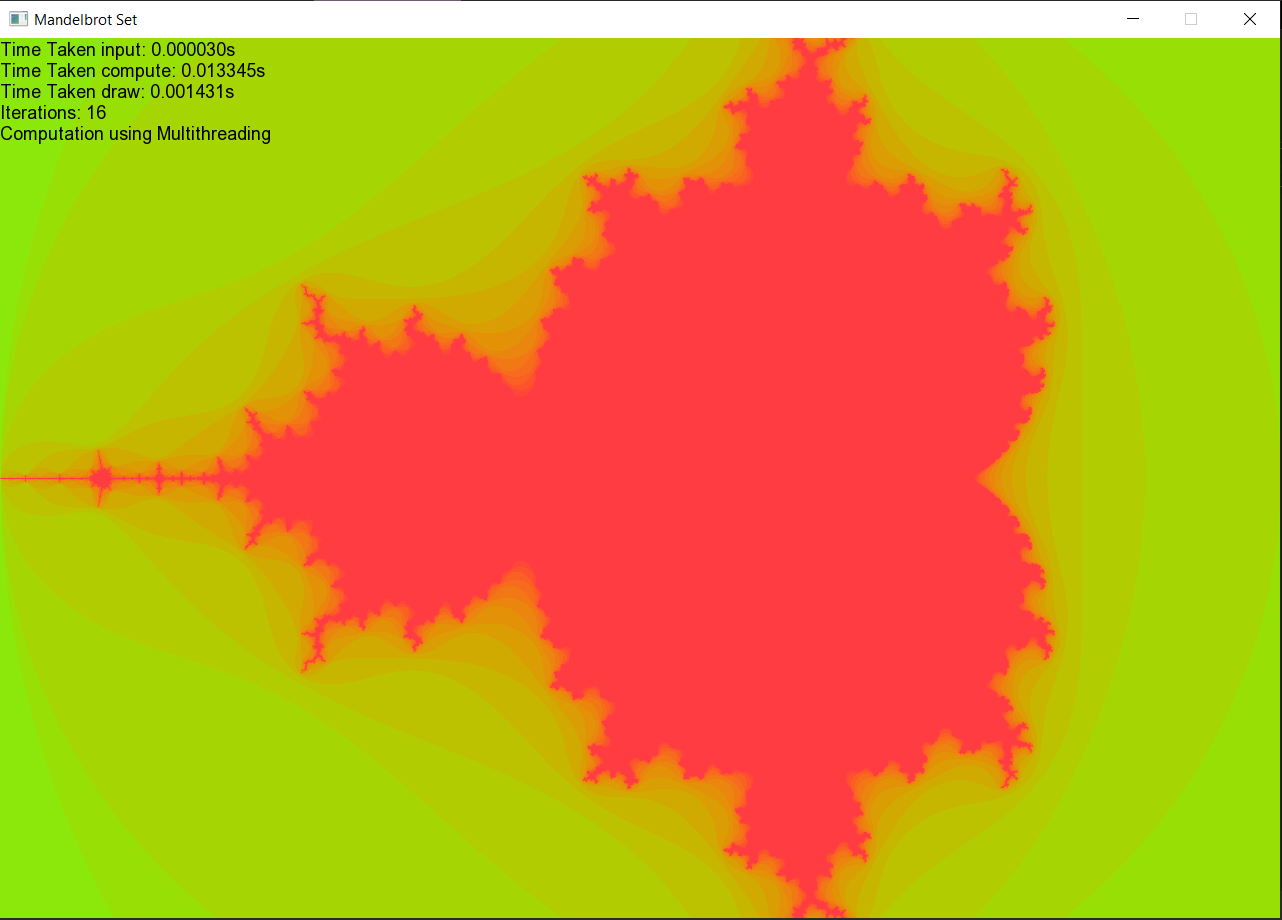 Mandelbrot Set
Time Taken input: 0.000030s
Time Taken compute: 0.013345s
Time Taken draw: 0.001431s
Iterations: 16
Computation using Multithreading